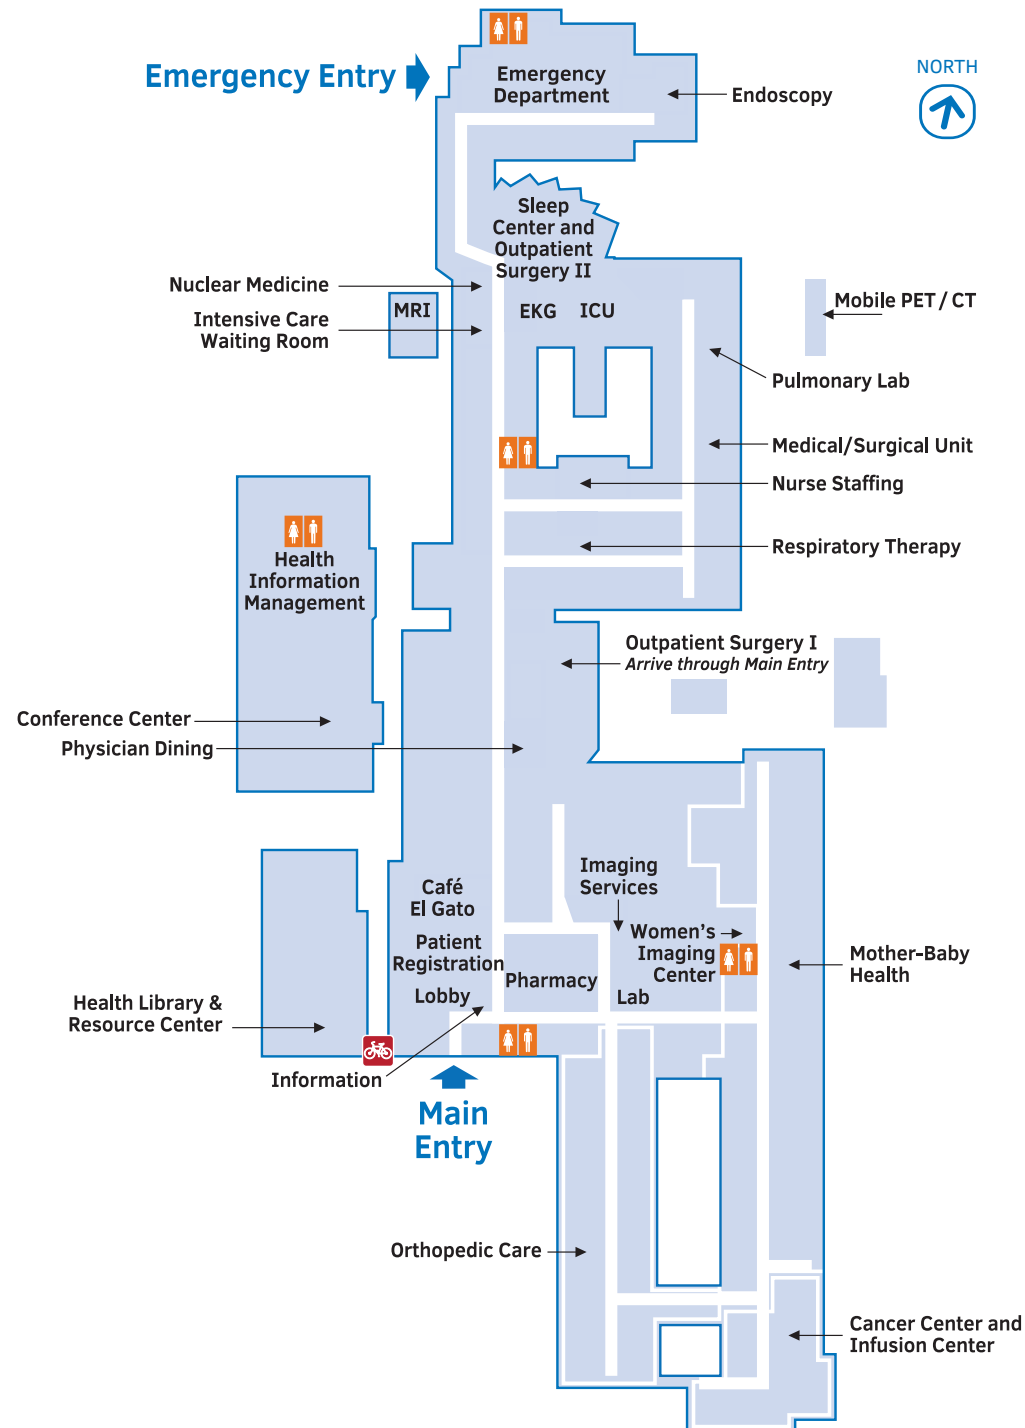 NORTH
Emergency Entry
Emergency
Department
Endoscopy
Sleep
Center and
Outpatient
Surgery II
Nuclear Medicine
MRI
EKG
ICU
Mobile PET / CT
Intensive Care
Waiting Room
Pulmonary Lab
Medical/Surgical Unit
Nurse Staffing
Respiratory Therapy
Health
Information
Management
Outpatient Surgery I
Arrive through Main Entry
Conference Center
Physician Dining
Imaging
Services
Café
El Gato
Women's
Imaging
Center
Patient
Registration
Pharmacy
Mother-Baby
Health
Lobby
Lab
Health Library &
Resource Center
Information
Main
Entry
Orthopedic Care
Cancer Center and
Infusion Center